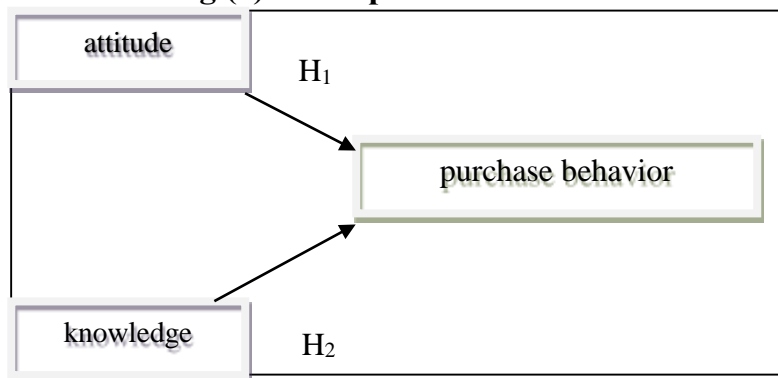 attitude
H₁
purchase behavior
knowledge
H₂